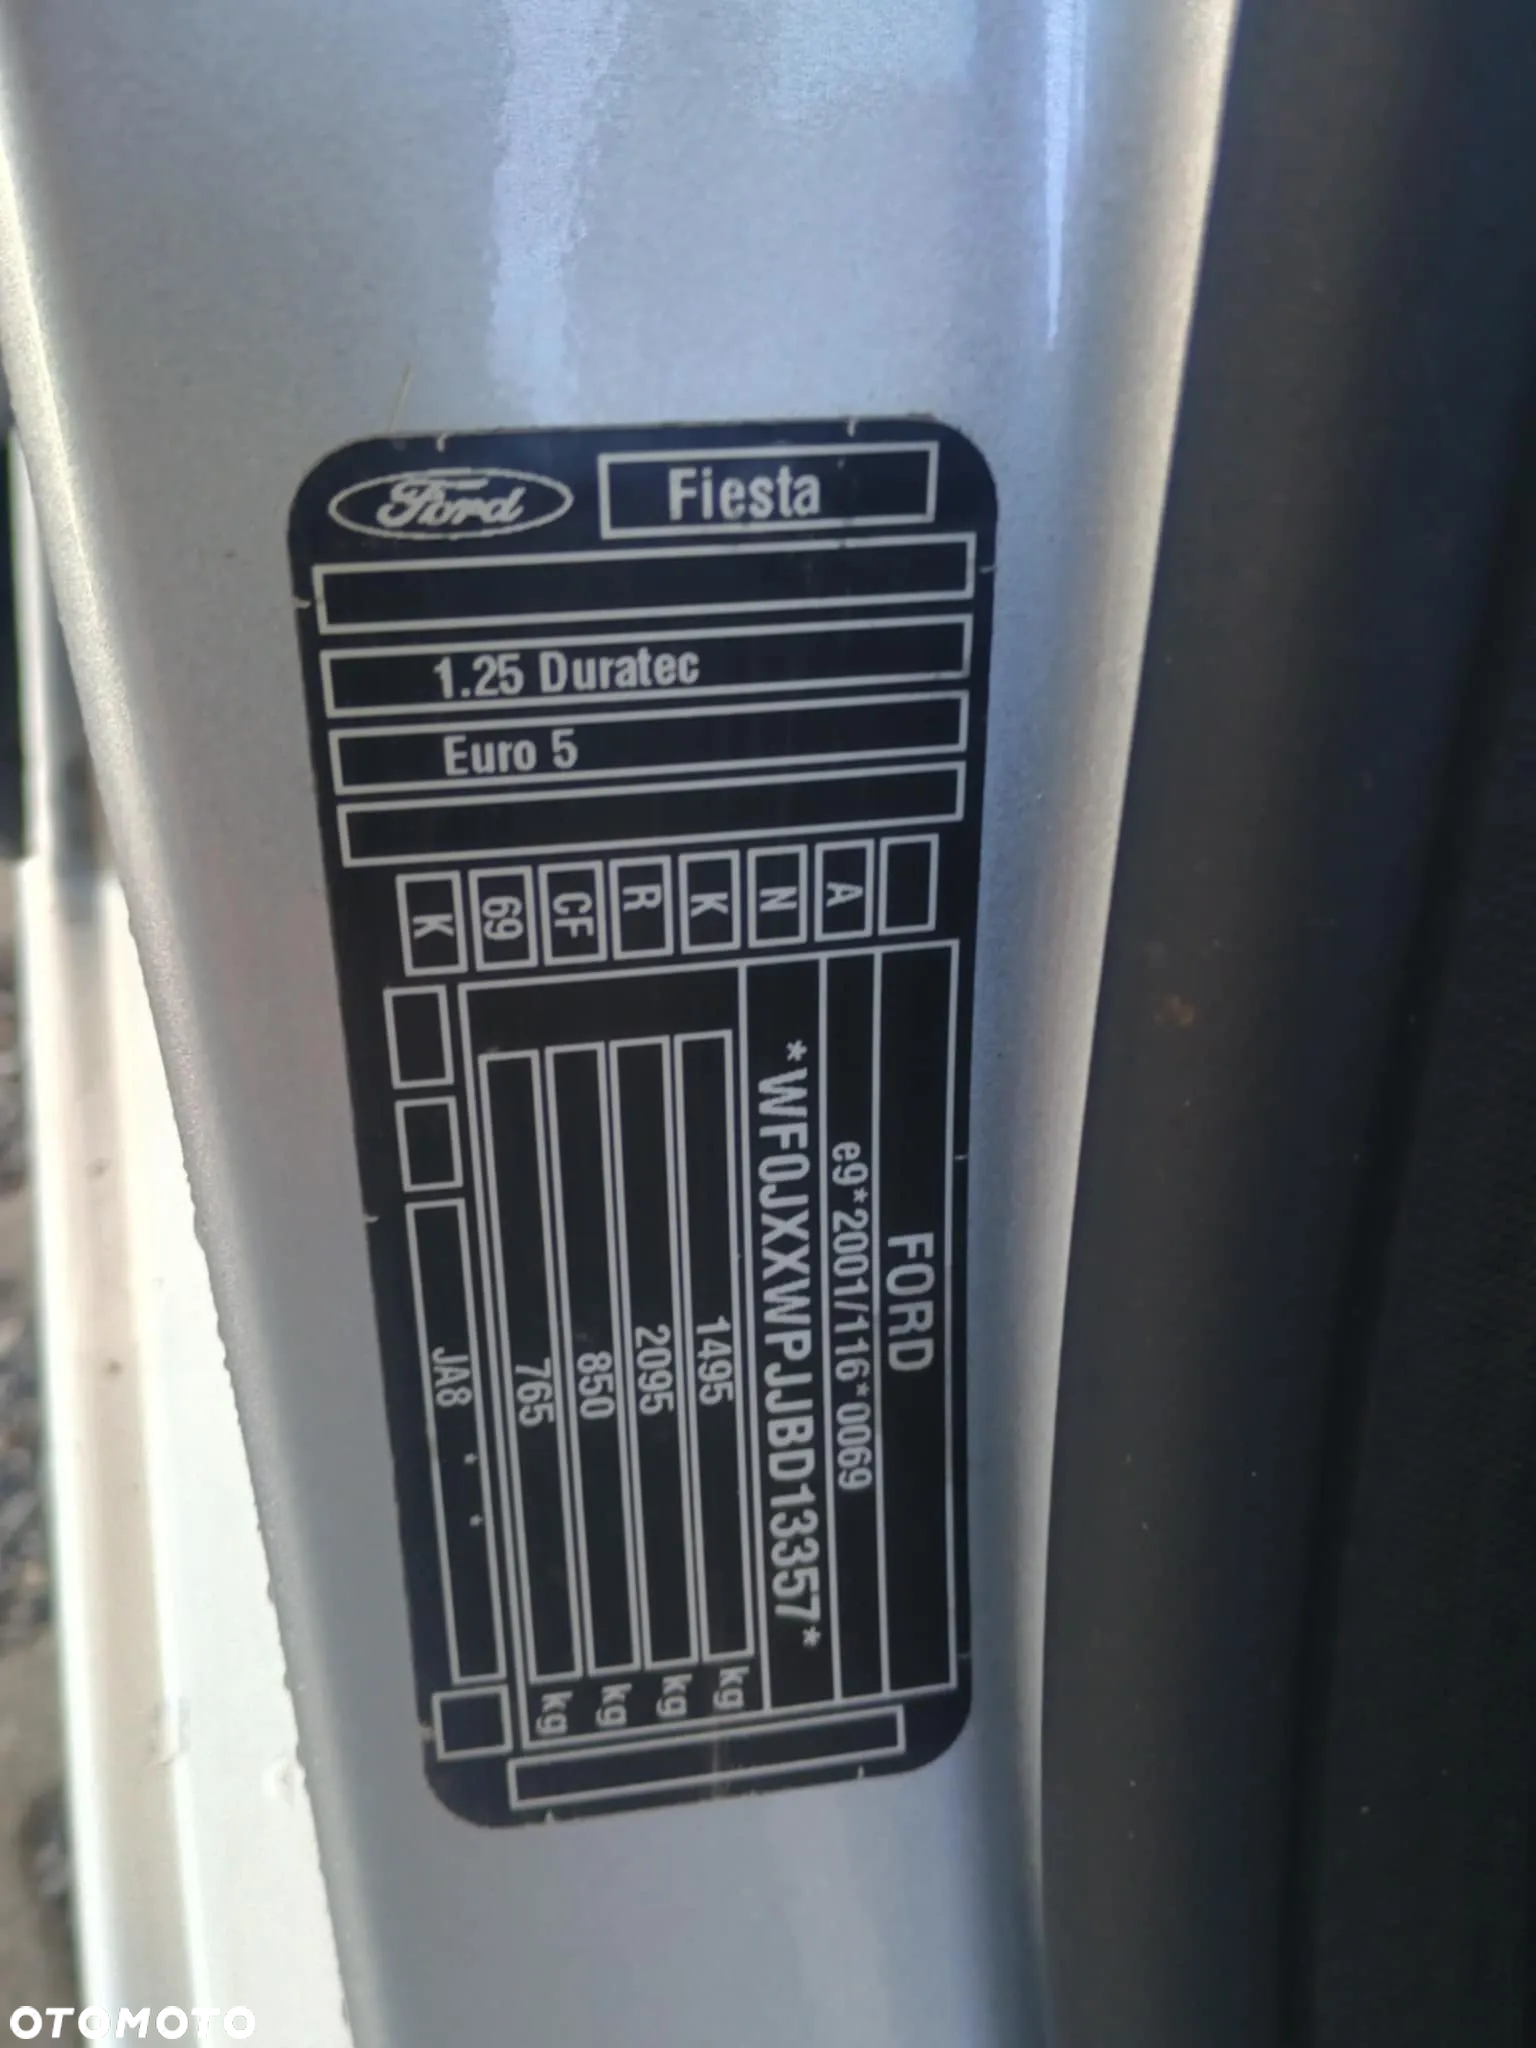 Ford
Fiesta
1.25 Duratec
Euro 5
K 69 CF R K N A
FORD
e9*2001/116*0069
*WF0JXXWPJJBD13357*
1495 kg
2095 kg
850 kg
765 kg
JA8 * *
OTOMOTO